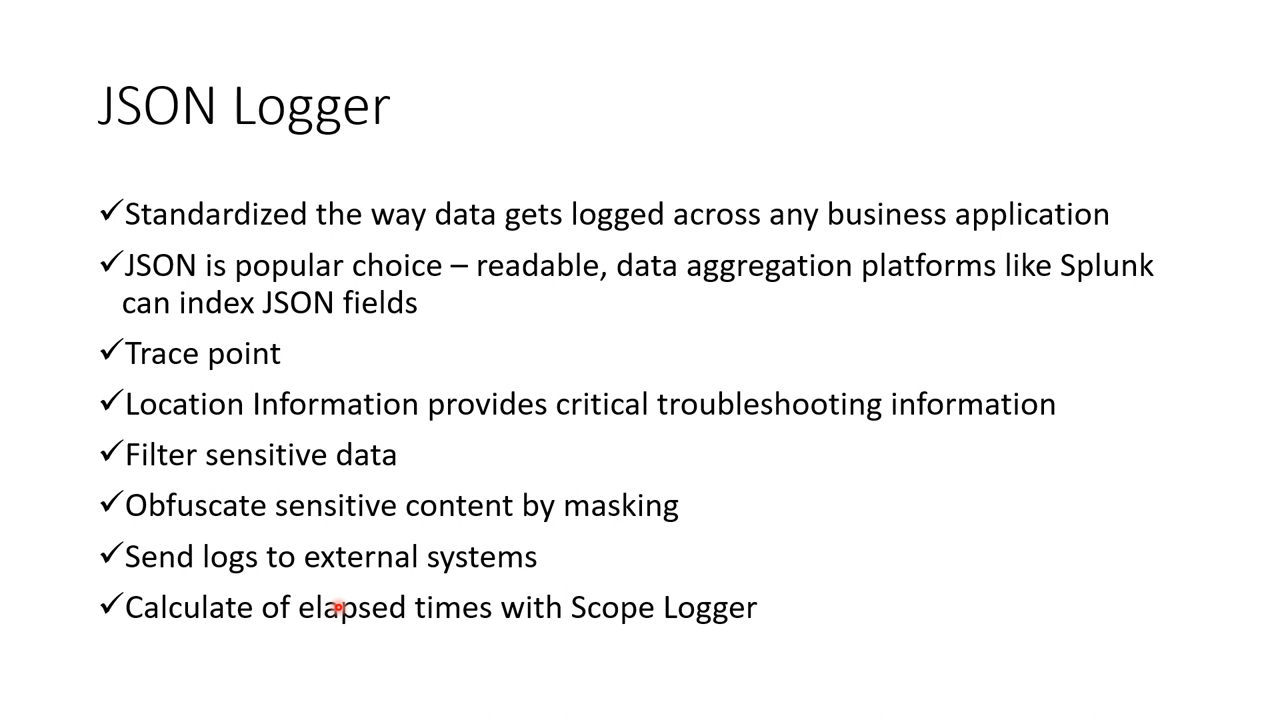 JSON Logger
✓Standardized the way data gets logged across any business application
✓JSON is popular choice – readable, data aggregation platforms like Splunk
can index JSON fields
✓Trace point
✓Location Information provides critical troubleshooting information
✓Filter sensitive data
✓Obfuscate sensitive content by masking
✓Send logs to external systems
✓Calculate of elapsed times with Scope Logger